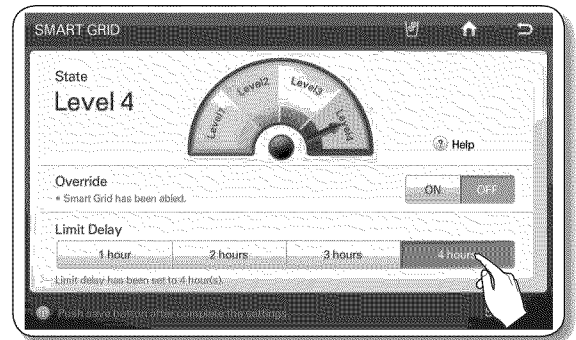 SMART GRID
State
Level 4
Level1
Level2
Level3
Level4
? Help
Override
ON OFF
• Smart Grid has been abled.
Limit Delay
1 hour 2 hours 3 hours 4 hours
Limit delay has been set to 4 hour(s).
Push save button after complete the settings.